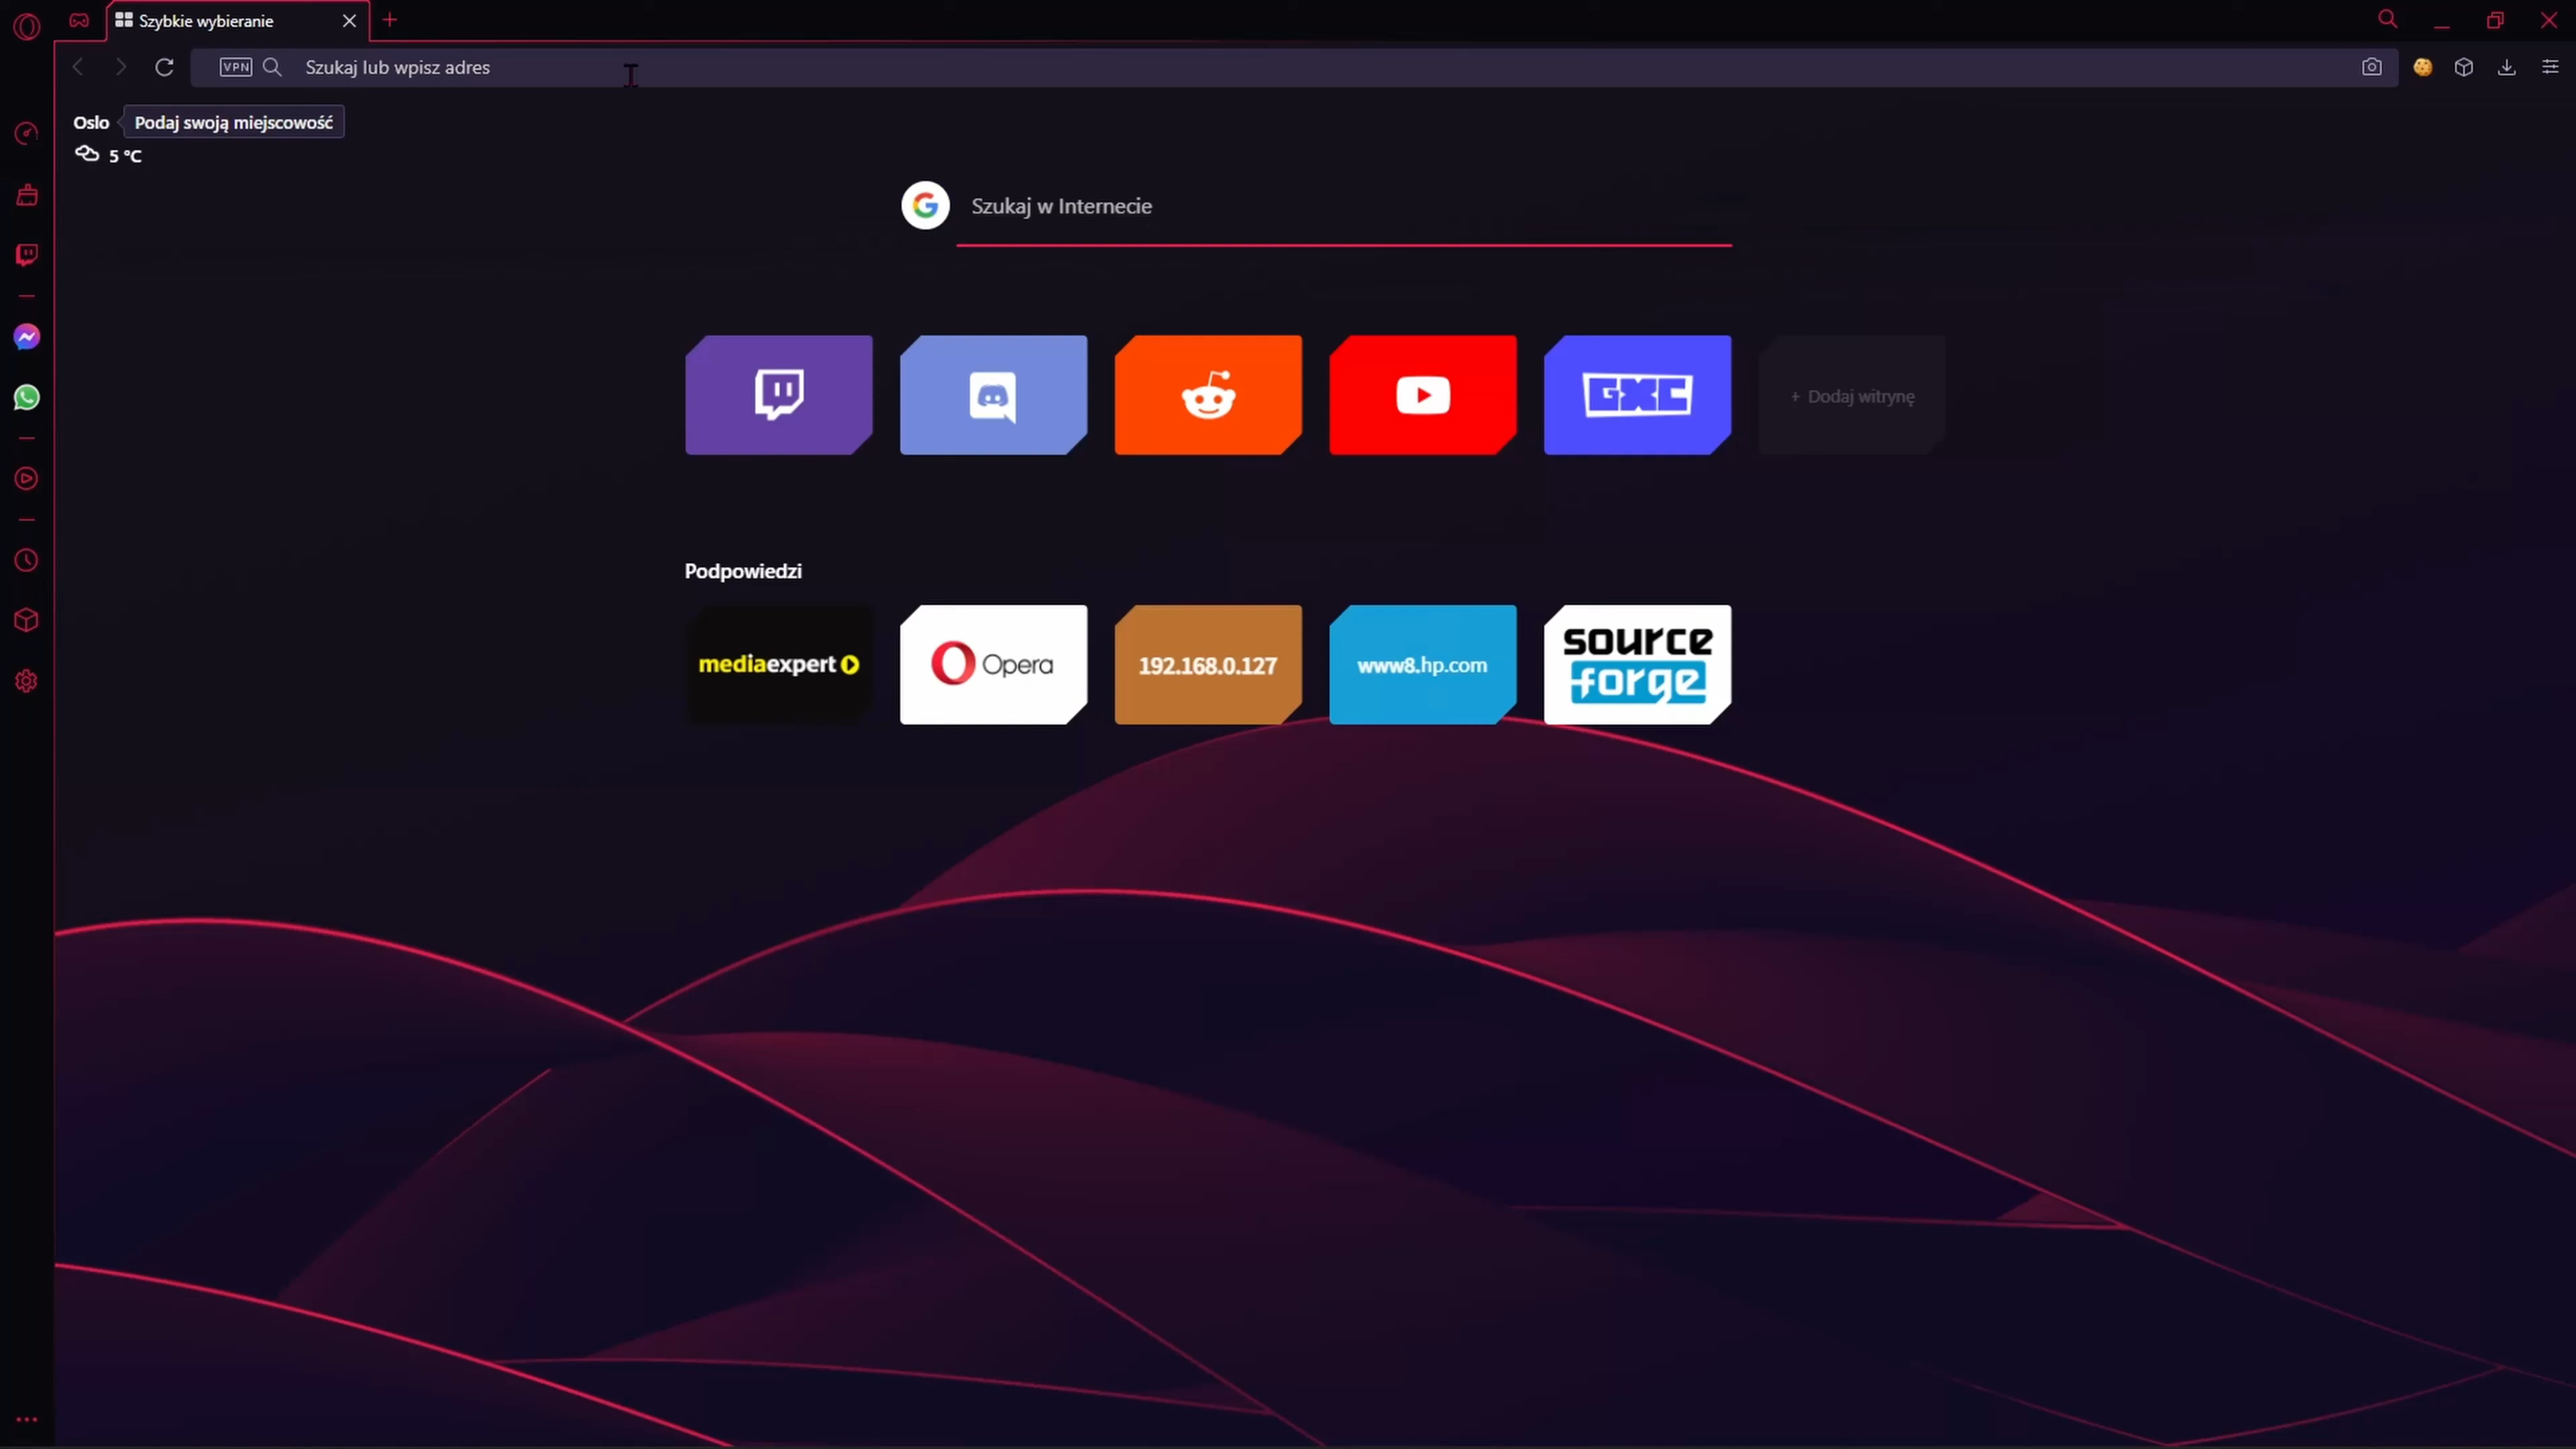 Szybkie wybieranie
VPN
Szukaj lub wpisz adres
Oslo
Podaj swoją miejscowość
5 °C
Szukaj w Internecie
GXC
+ Dodaj witrynę
Podpowiedzi
mediaexpert
Opera
192.168.0.127
www8.hp.com
source
forge